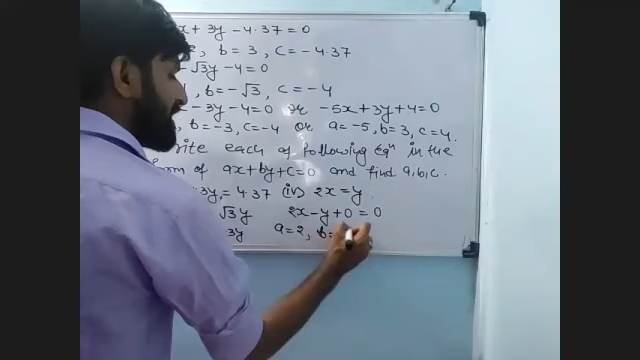 x + 3y - 4.37 = 0
, b = 3, c = -4.37
- √3y - 4 = 0
, b = -√3, c = -4
x - 3y - 4 = 0 or -5x + 3y + 4 = 0
, b = -3, c = -4 or a = -5, b = 3, c = 4.
rite each of following Eqⁿ in the
form of ax + by + c = 0 and find a, b, c.
3y = 4.37 (iv) 2x = y.
√3y 2x - y + 0 = 0
3y a = 2, b =